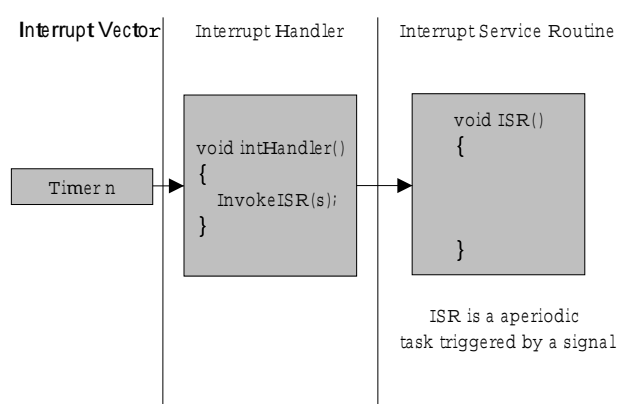 Interrupt Vector
Interrupt Handler
Interrupt Service Routine
Timer n
void intHandler()
{
InvokeISR(s);
}
void ISR()
{
}
ISR is a aperiodic
task triggered by a signal